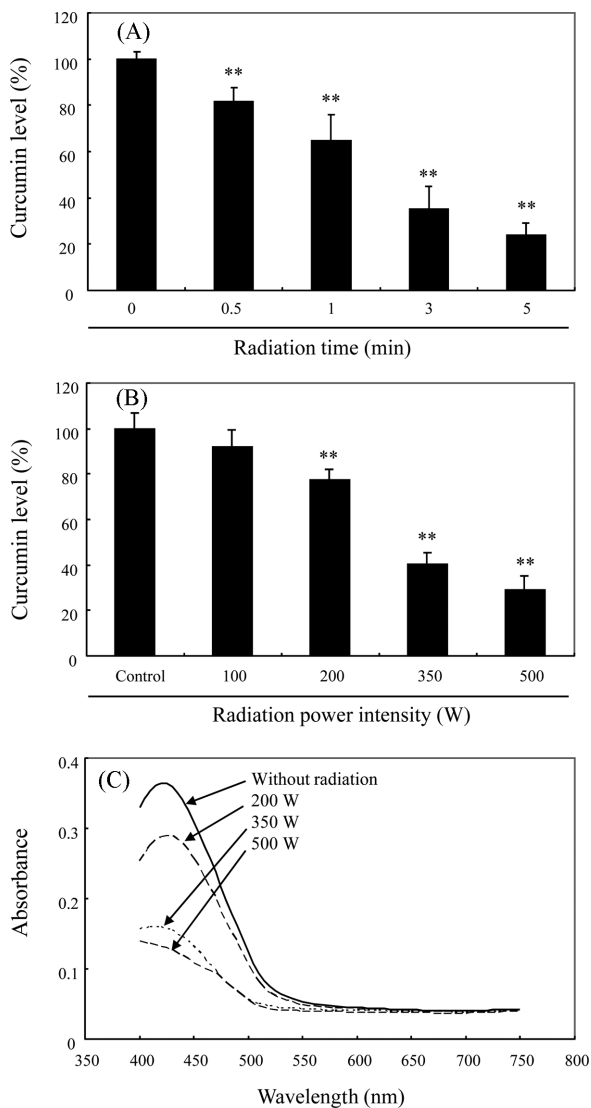 120
(A)
100
**
80
**
60
**
40
**
20
0
Curcumin level (%)
0 0.5 1 3 5
Radiation time (min)
120
(B)
100
80
**
60
**
40
**
20
0
Curcumin level (%)
Control 100 200 350 500
Radiation power intensity (W)
0.4
(C)
Without radiation
200 W
0.3
350 W
500 W
0.2
0.1
0
Absorbance
350 400 450 500 550 600 650 700 750 800
Wavelength (nm)